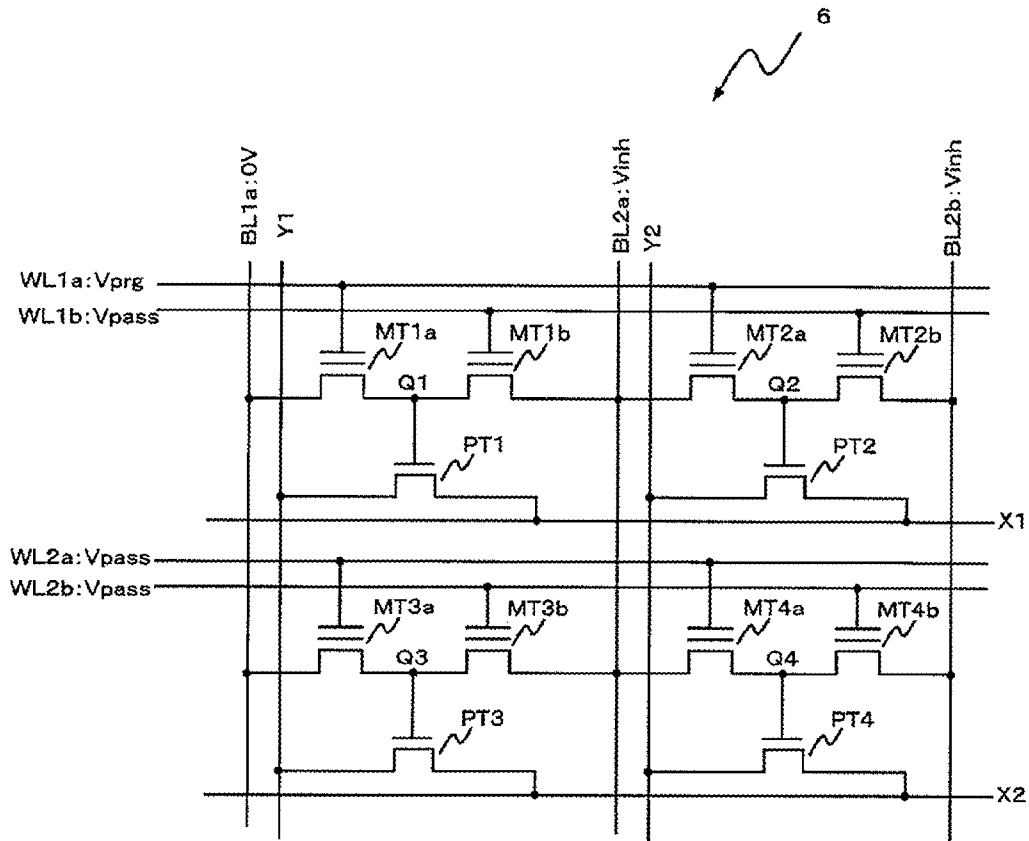 6
BL1a:0V
Y1
BL2a:Vinh
Y2
BL2b:Vinh
WL1a:Vprg
WL1b:Vpass
MT1a
MT1b
MT2a
MT2b
Q1
Q2
PT1
PT2
X1
WL2a:Vpass
WL2b:Vpass
MT3a
MT3b
MT4a
MT4b
Q3
Q4
PT3
PT4
X2